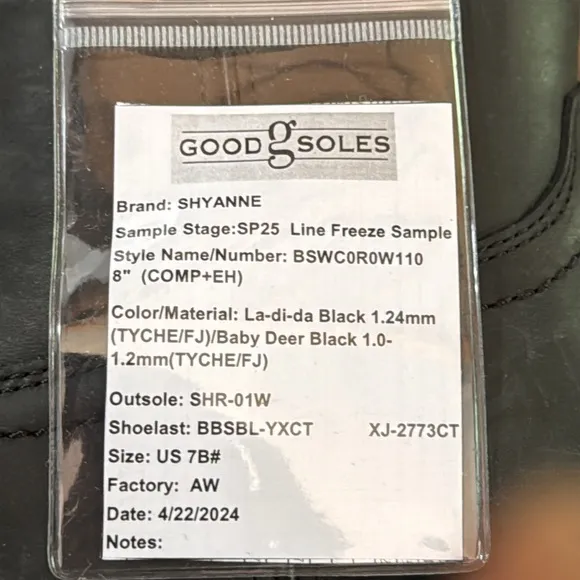 GOOD g SOLES
Brand: SHYANNE
Sample Stage:SP25 Line Freeze Sample
Style Name/Number: BSWC0R0W110
8" (COMP+EH)
Color/Material: La-di-da Black 1.24mm
(TYCHE/FJ)/Baby Deer Black 1.0-
1.2mm(TYCHE/FJ)
Outsole: SHR-01W
Shoelast: BBSBL-YXCT XJ-2773CT
Size: US 7B#
Factory: AW
Date: 4/22/2024
Notes: